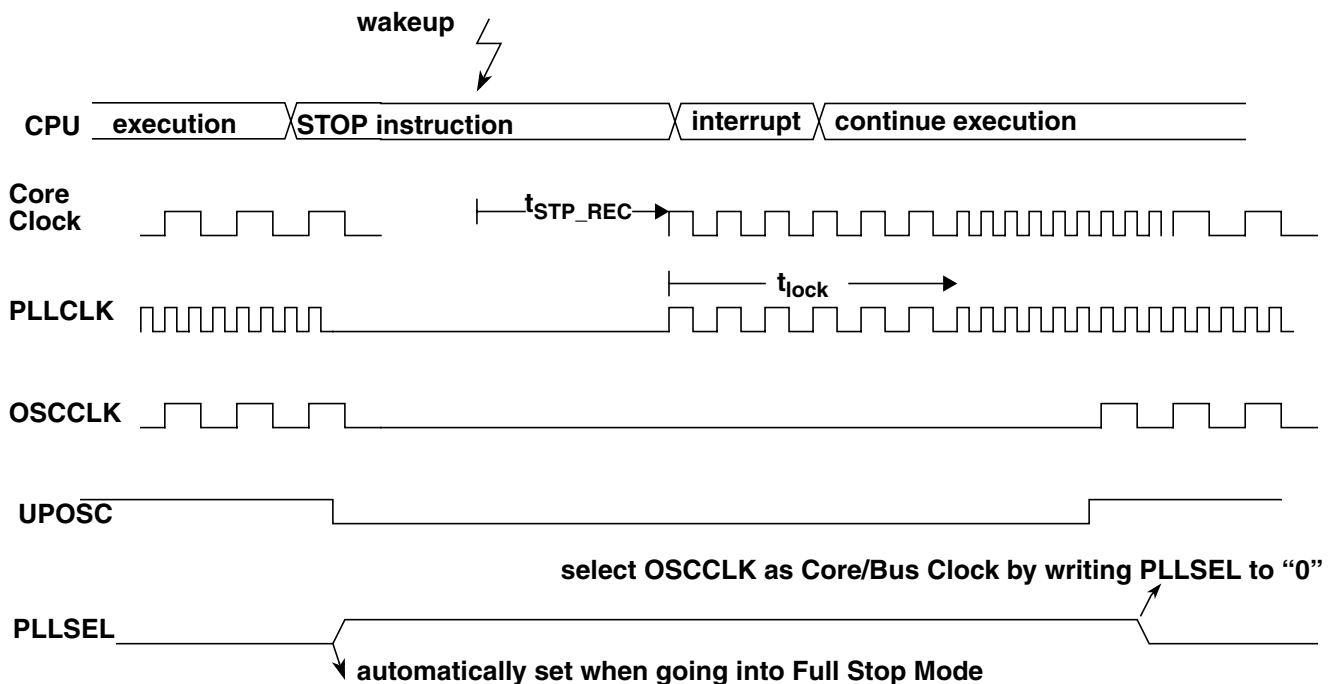 wakeup
CPU execution STOP instruction interrupt continue execution
Core
Clock
tSTP_REC
tlock
PLLCLK
OSCCLK
UPOSC
select OSCCLK as Core/Bus Clock by writing PLLSEL to “0”
PLLSEL
automatically set when going into Full Stop Mode